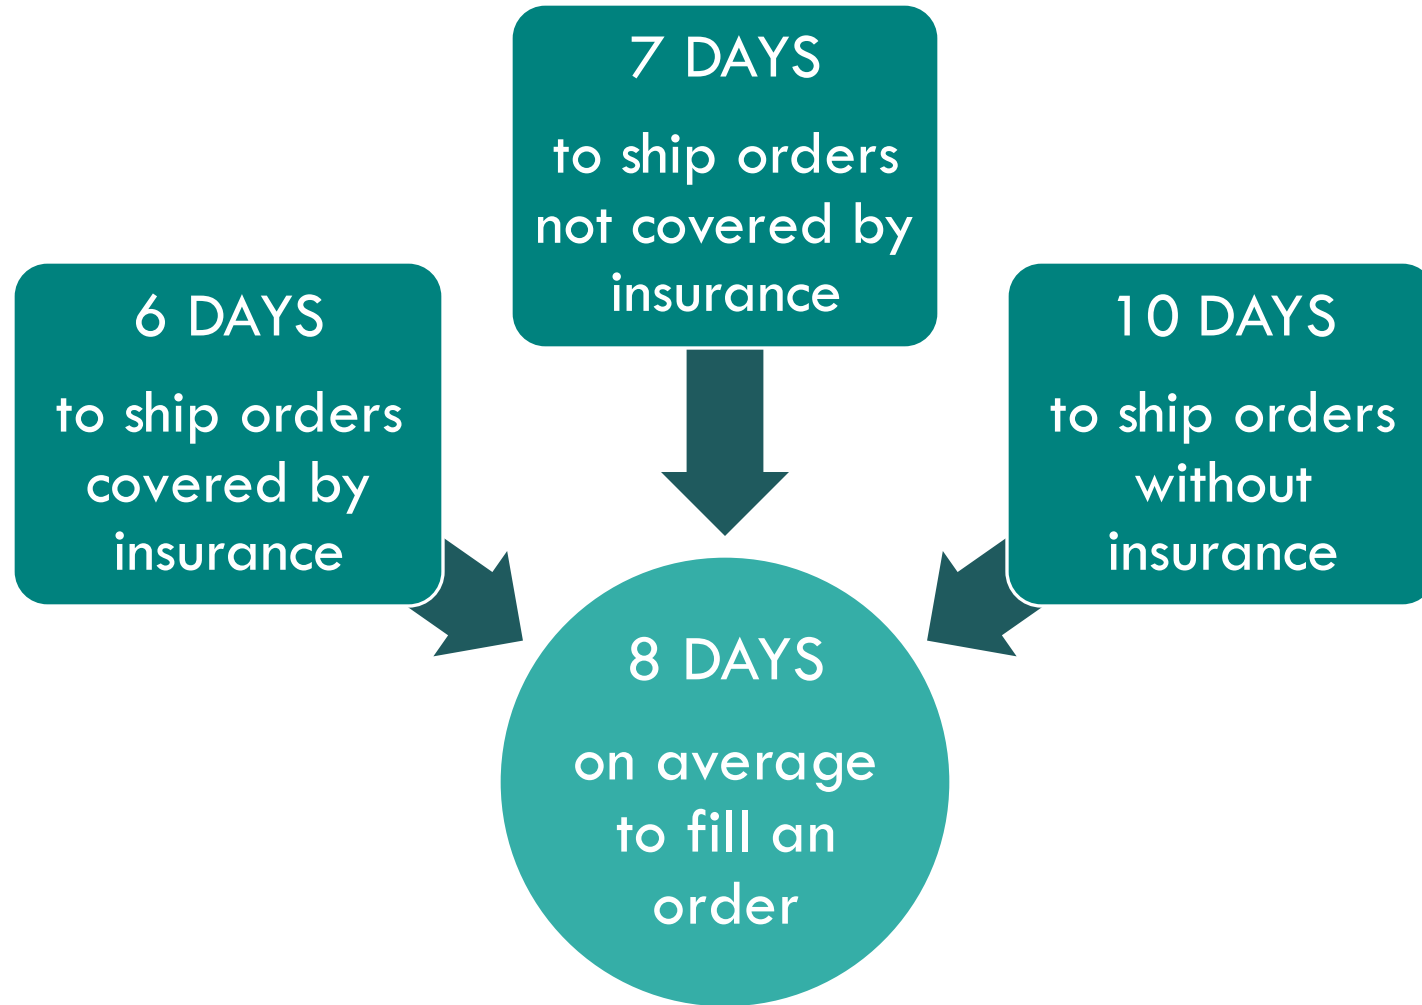 7 DAYS
to ship orders
not covered by
insurance
6 DAYS
to ship orders
covered by
insurance
10 DAYS
to ship orders
without
insurance
8 DAYS
on average
to fill an
order